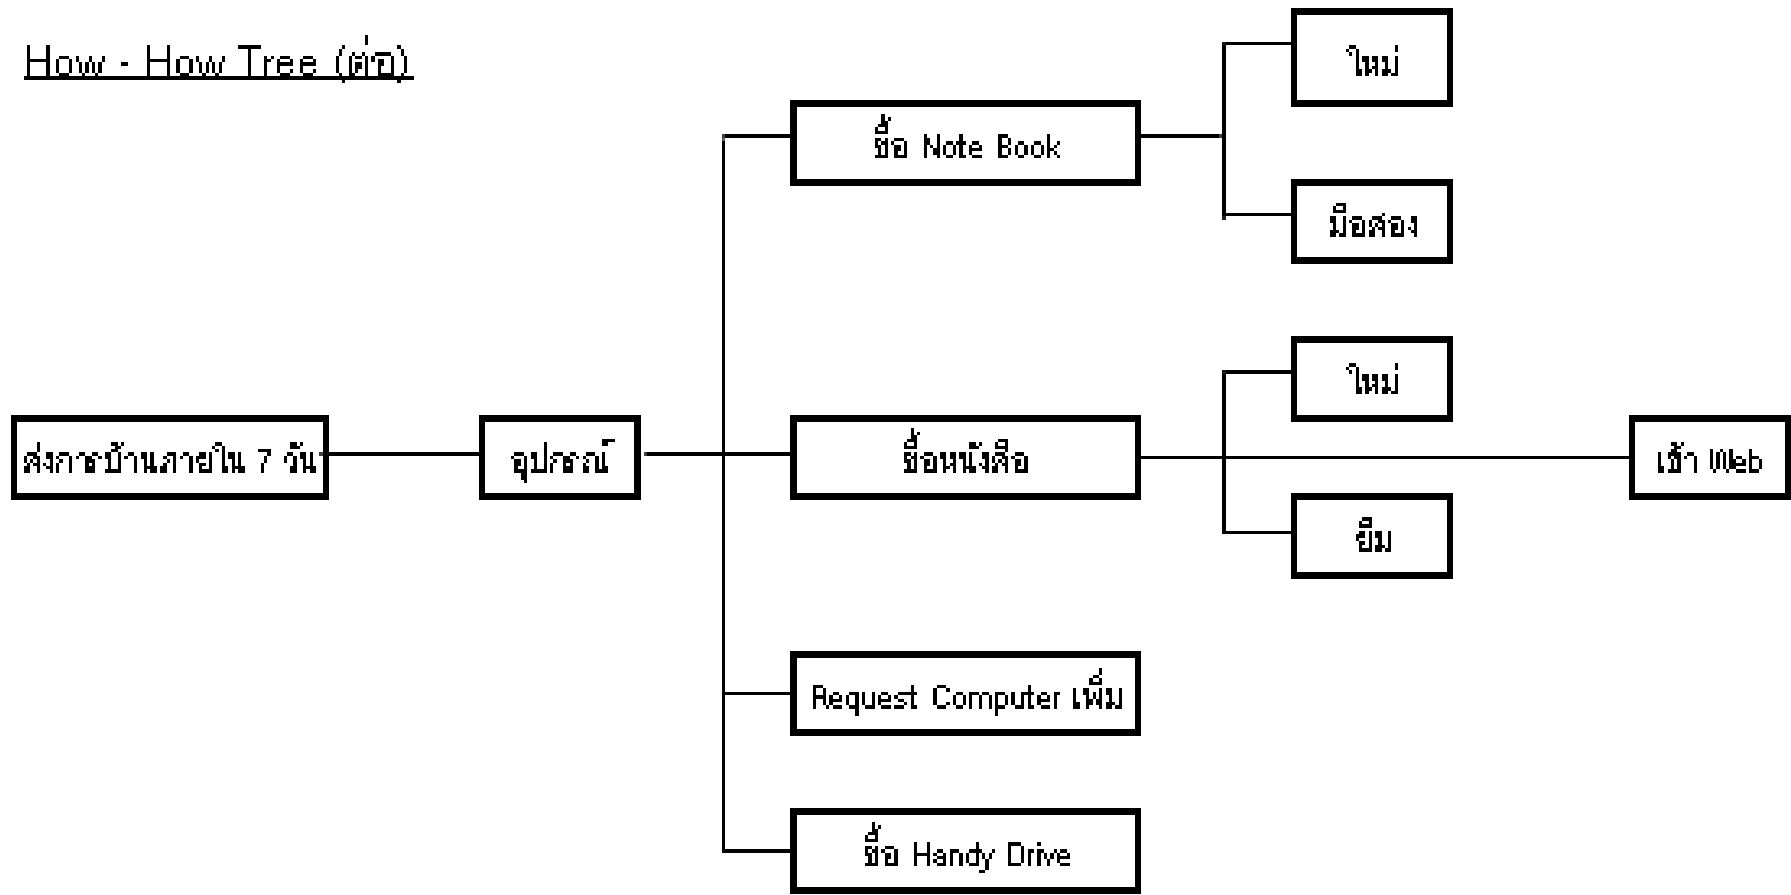 How - How Tree (ต่อ)
ใหม่
ซื้อ Note Book
มือสอง
ใหม่
ส่งการบ้านภายใน 7 วัน
อุปกรณ์
ซื้อหนังสือ
เข้า Web
ยืม
Request Computer เพิ่ม
ซื้อ Handy Drive